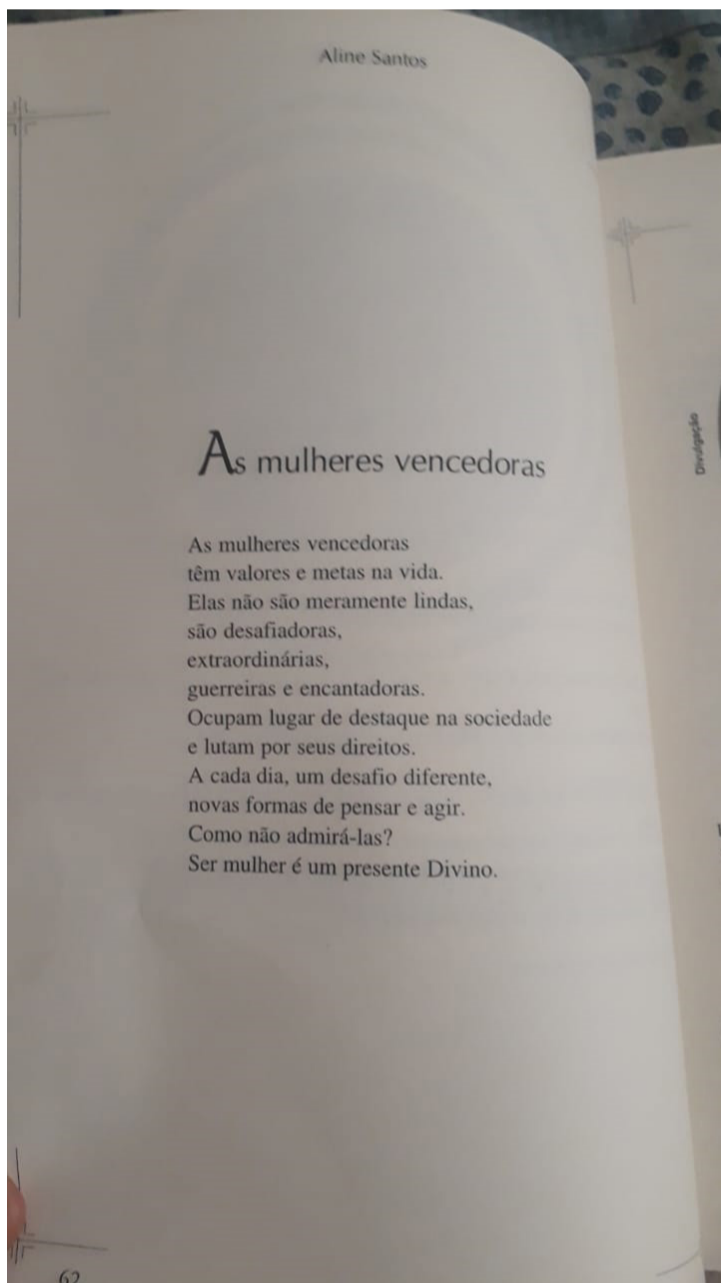 Aline Santos
As mulheres vencedoras
As mulheres vencedoras
têm valores e metas na vida.
Elas não são meramente lindas,
são desafiadoras,
extraordinárias,
guerreiras e encantadoras.
Ocupam lugar de destaque na sociedade
e lutam por seus direitos.
A cada dia, um desafio diferente,
novas formas de pensar e agir.
Como não admirá-las?
Ser mulher é um presente Divino.
62
Divulgação